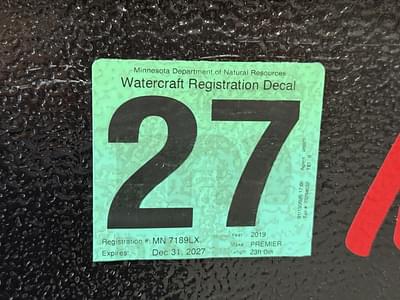 Minnesota Department of Natural Resources
Watercraft Registration Decal
27
Registration #: MN 7189LX
Expires: Dec 31, 2027
Year 2019
Make PREMIER
Length 23ft 0in